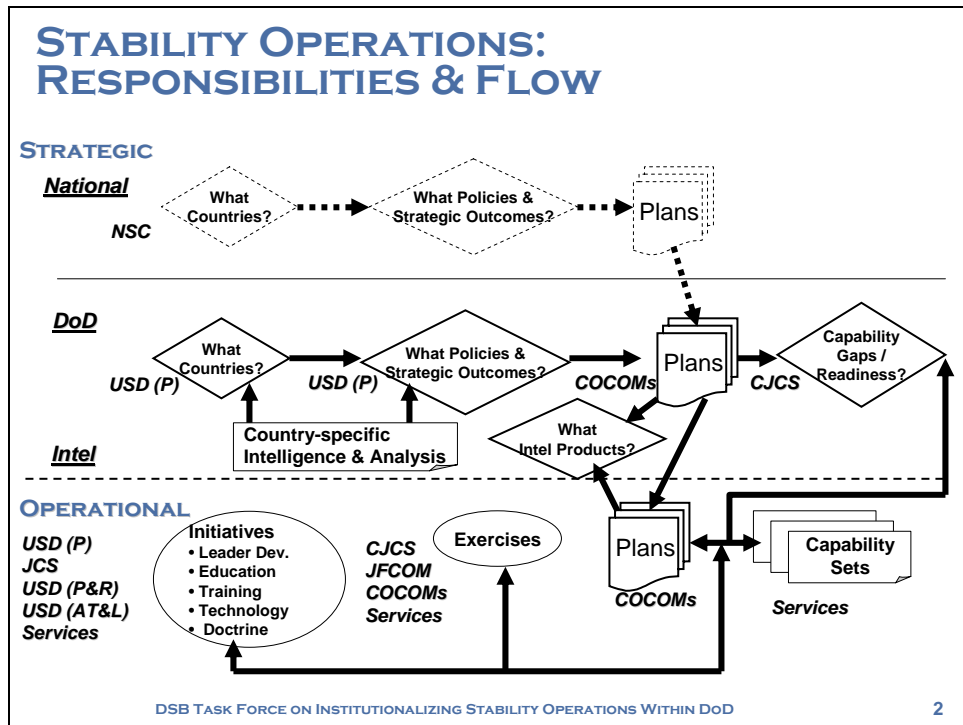 STABILITY OPERATIONS:
RESPONSIBILITIES & FLOW
STRATEGIC
National
NSC
What
Countries?
What Policies &
Strategic Outcomes?
Plans
DoD
USD (P)
What
Countries?
USD (P)
What Policies &
Strategic Outcomes?
COCOMs
Plans
CJCS
Capability
Gaps /
Readiness?
Intel
Country-specific
Intelligence & Analysis
What
Intel Products?
OPERATIONAL
USD (P)
JCS
USD (P&R)
USD (AT&L)
Services
Initiatives
• Leader Dev.
• Education
• Training
• Technology
• Doctrine
CJCS
JFCOM
COCOMs
Services
Exercises
Plans
COCOMs
Capability
Sets
Services
DSB TASK FORCE ON INSTITUTIONALIZING STABILITY OPERATIONS WITHIN DOD
2